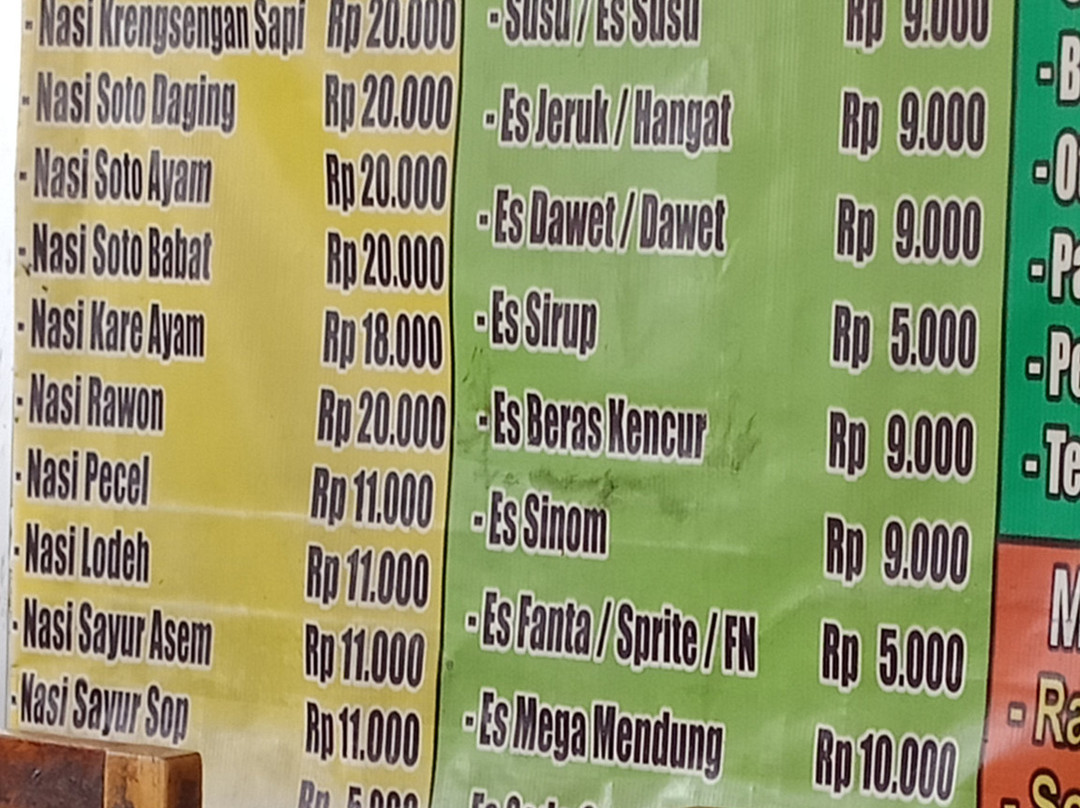 - Nasi Krengsengan Sapi Rp 20.000
- Nasi Soto Daging Rp 20.000
- Nasi Soto Ayam Rp 20.000
- Nasi Soto Babat Rp 20.000
- Nasi Kare Ayam Rp 18.000
- Nasi Rawon Rp 20.000
- Nasi Pecel Rp 11.000
- Nasi Lodeh Rp 11.000
- Nasi Sayur Asem Rp 11.000
- Nasi Sayur Sop Rp 11.000
Rp 5.000
- Susu / Es Susu Rp 9.000
- Es Jeruk / Hangat Rp 9.000
- Es Dawet / Dawet Rp 9.000
- Es Sirup Rp 5.000
- Es Beras Kencur Rp 9.000
- Es Sinom Rp 9.000
- Es Fanta / Sprite / FN Rp 5.000
- Es Mega Mendung Rp 10.000